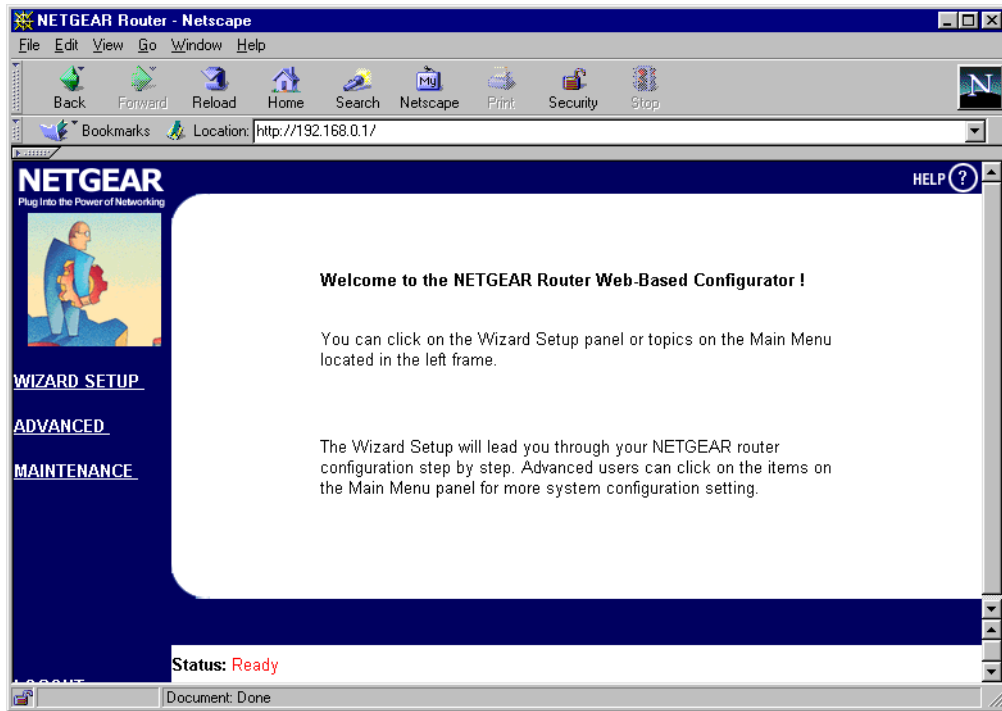 NETGEAR Router - Netscape
File Edit View Go Window Help
Back Forward Reload Home Search My Netscape Print Security Stop
N
Bookmarks Location: http://192.168.0.1/
NETGEAR
Plug Into the Power of Networking
HELP ?
Welcome to the NETGEAR Router Web-Based Configurator !
You can click on the Wizard Setup panel or topics on the Main Menu
located in the left frame.
WIZARD SETUP
ADVANCED
MAINTENANCE
The Wizard Setup will lead you through your NETGEAR router
configuration step by step. Advanced users can click on the items on
the Main Menu panel for more system configuration setting.
Status: Ready
LOGOUT
Document: Done